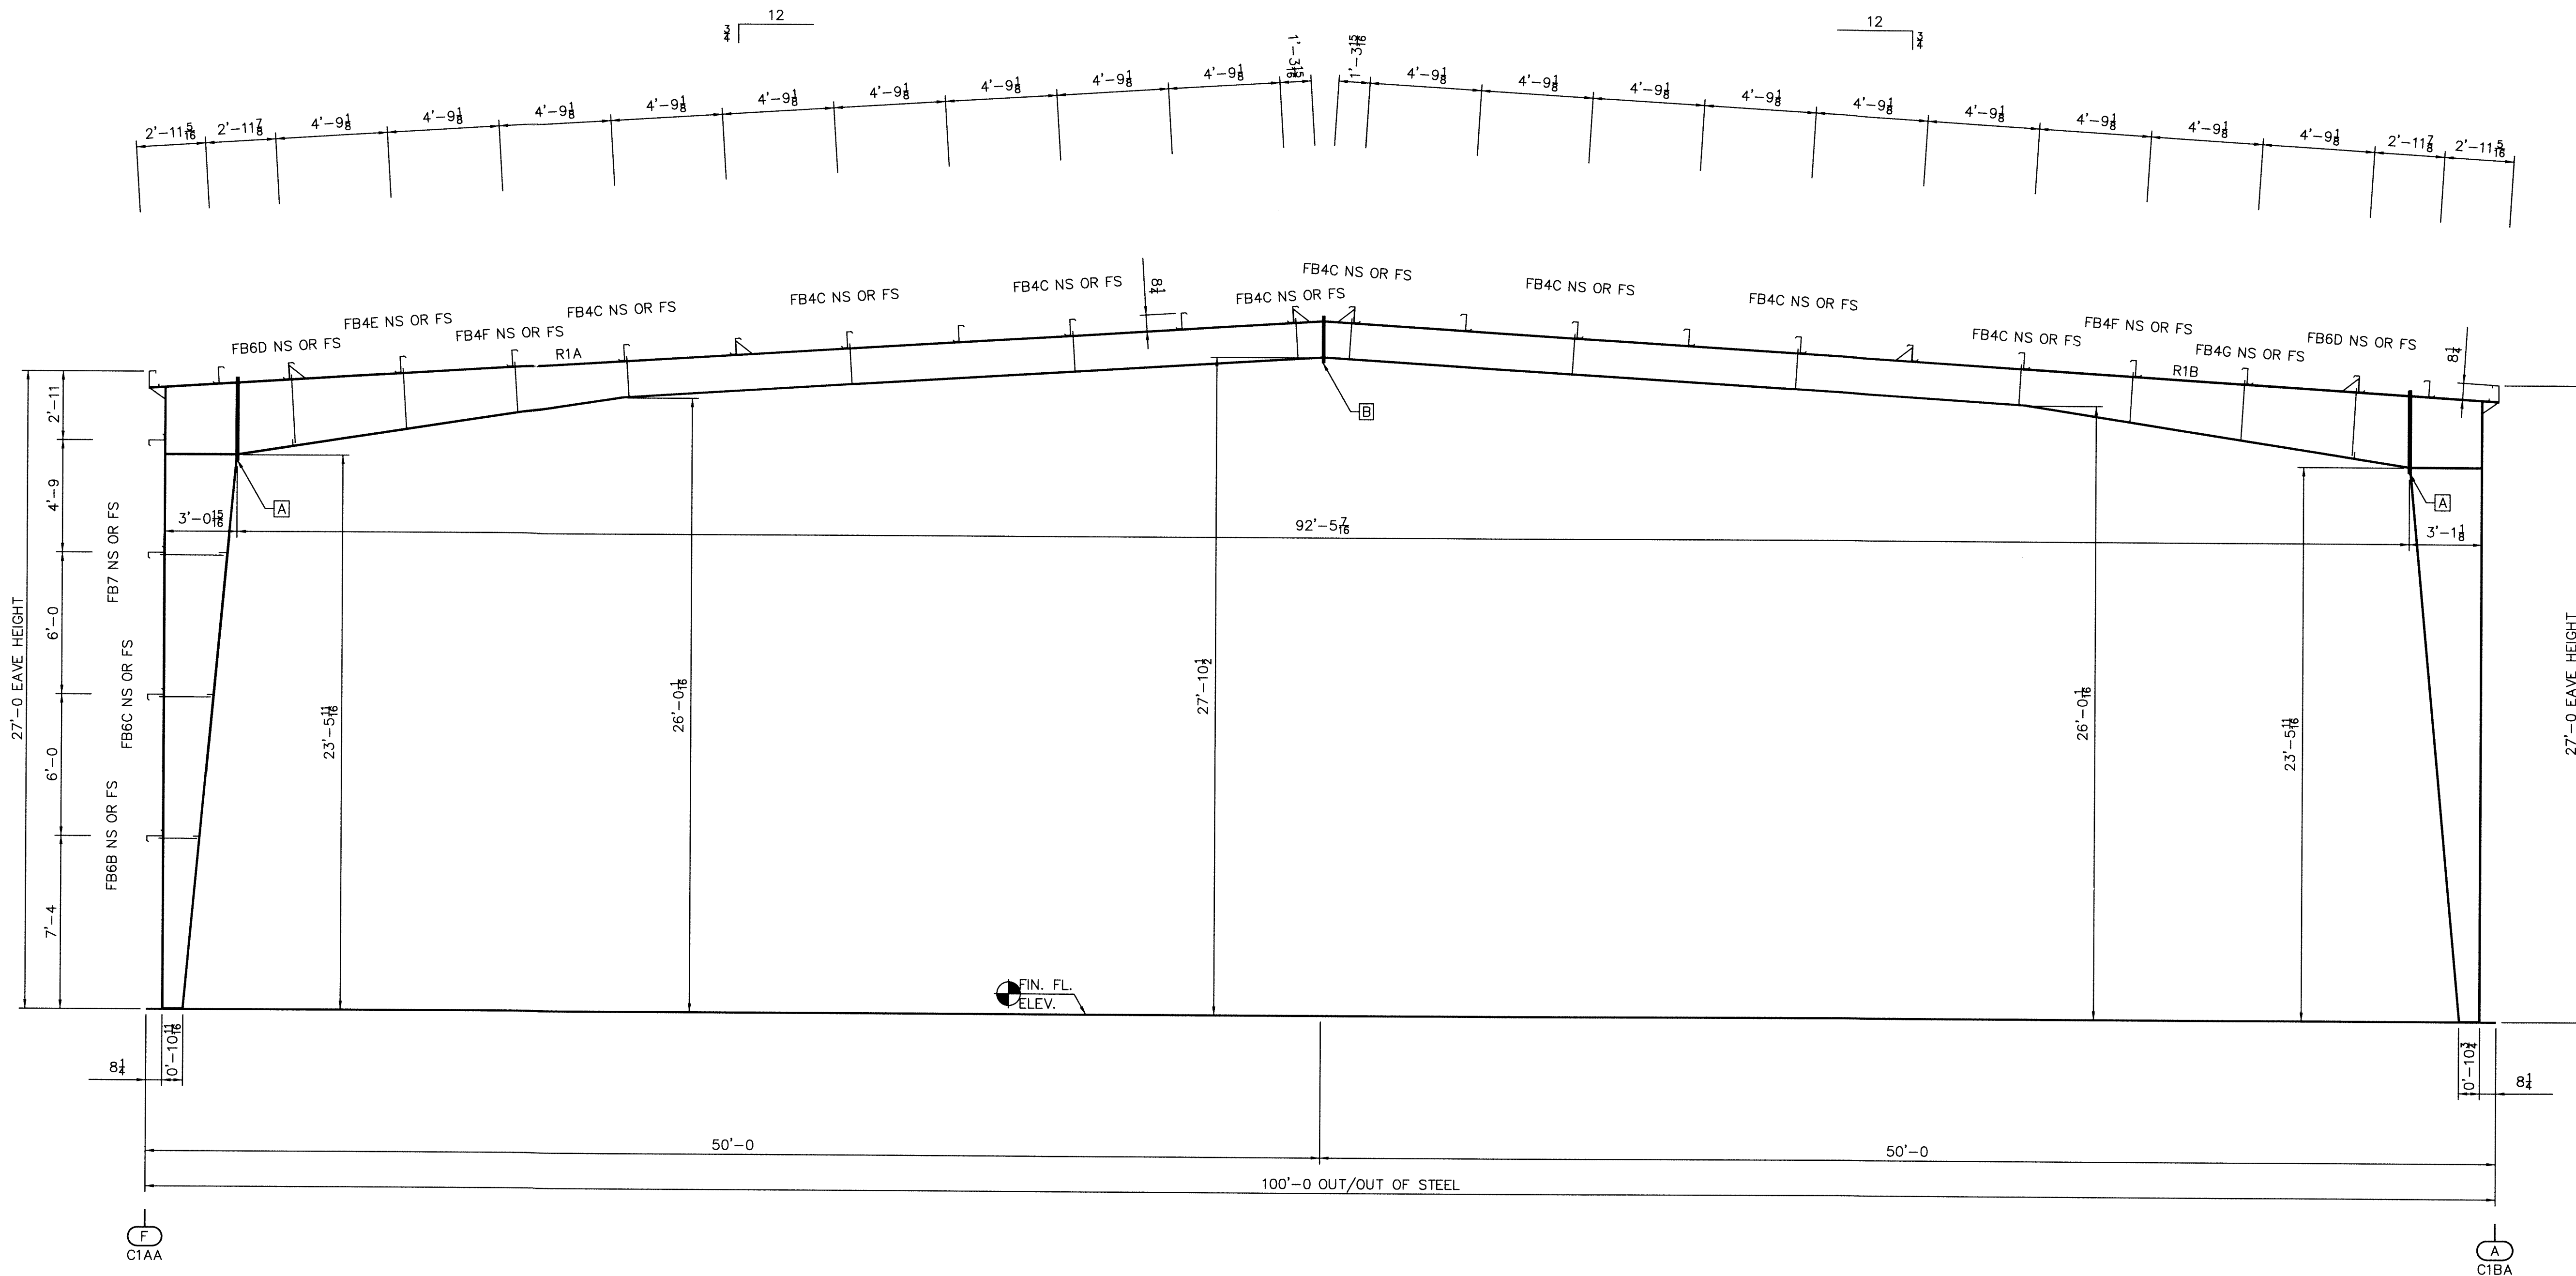 12
3/4
12
3/4
2'-11 5/16
2'-11 7/8
4'-9 1/8
4'-9 1/8
4'-9 1/8
4'-9 1/8
4'-9 1/8
4'-9 1/8
4'-9 1/8
4'-9 1/8
4'-9 1/8
1'-3 15/16
1'-3 15/16
4'-9 1/8
4'-9 1/8
4'-9 1/8
4'-9 1/8
4'-9 1/8
4'-9 1/8
4'-9 1/8
4'-9 1/8
4'-9 1/8
2'-11 7/8
2'-11 5/16
FB6D NS OR FS
FB4E NS OR FS
FB4F NS OR FS
FB4C NS OR FS
FB4C NS OR FS
FB4C NS OR FS
8 1/4
FB4C NS OR FS
FB4C NS OR FS
FB4C NS OR FS
FB4C NS OR FS
FB4C NS OR FS
FB4F NS OR FS
FB4G NS OR FS
FB6D NS OR FS
8 1/4
R1A
R1B
B
A
A
2'-11
4'-9
6'-0
6'-0
7'-4
27'-0 EAVE HEIGHT
FB7 NS OR FS
FB6C NS OR FS
FB6B NS OR FS
3'-0 15/16
92'-5 7/16
3'-1 1/8
23'-5 11/16
26'-0 1/16
27'-10 1/2
26'-0 1/16
23'-5 11/16
27'-0 EAVE HEIGHT
FIN. FL.
ELEV.
8 1/4
0'-10 11/16
0'-10 3/4
8 1/4
50'-0
50'-0
100'-0 OUT/OUT OF STEEL
F
C1AA
A
C1BA